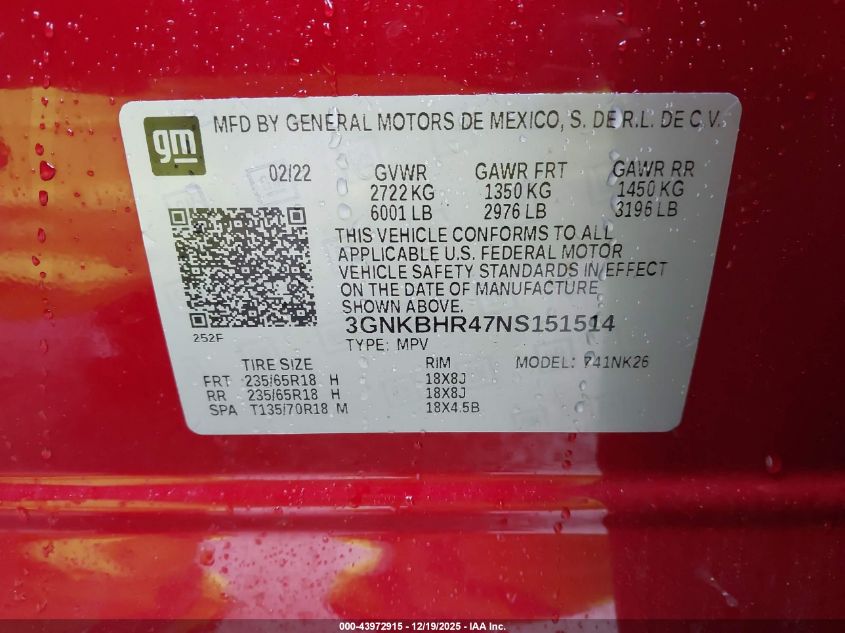 gm
MFD BY GENERAL MOTORS DE MEXICO, S. DE R.L. DE C.V.
02/22 GVWR GAWR FRT GAWR RR
2722 KG 1350 KG 1450 KG
6001 LB 2976 LB 3196 LB
THIS VEHICLE CONFORMS TO ALL
APPLICABLE U.S. FEDERAL MOTOR
VEHICLE SAFETY STANDARDS IN EFFECT
ON THE DATE OF MANUFACTURE
SHOWN ABOVE.
3GNKBHR47NS151514
252F
TYPE: MPV
TIRE SIZE RIM MODEL: 741NK26
FRT 235/65R18 H 18X8J
RR 235/65R18 H 18X8J
SPA T135/70R18 M 18X4.5B
000-43972915 - 12/19/2025 - IAA Inc.